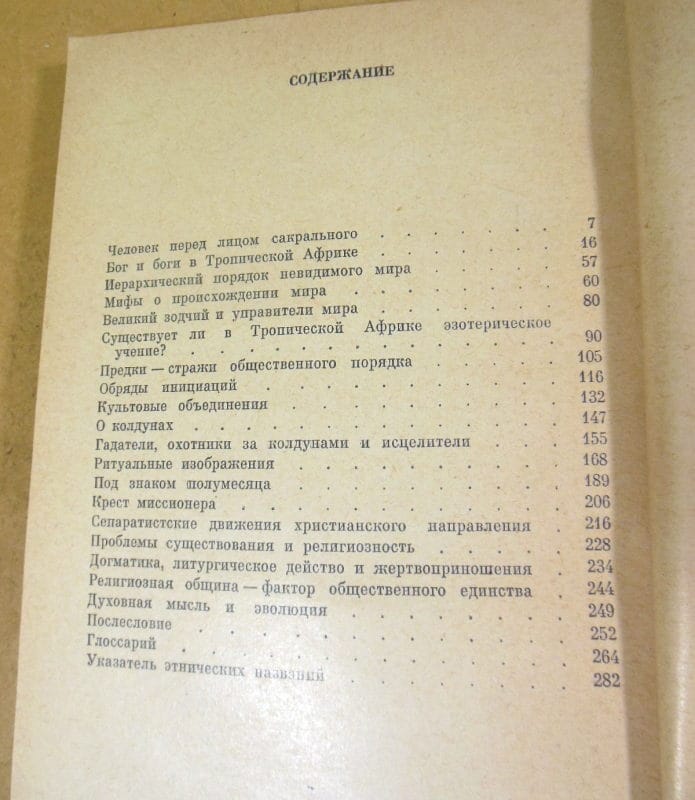 СОДЕРЖАНИЕ
Человек перед лицом сакрального . . . . . . 7
Бог и боги в Тропической Африке . . . . . . 16
Иерархический порядок невидимого мира . . . . 57
Мифы о происхождении мира . . . . . . . 60
Великий зодчий и управители мира . . . . . . 80
Существует ли в Тропической Африке эзотерическое
учение? . . . . . . . . . . . . 90
Предки — стражи общественного порядка . . . . . 105
Обряды инициаций . . . . . . . . . 116
Культовые объединения . . . . . . . . 132
О колдунах . . . . . . . . . . . 147
Гадатели, охотники за колдунами и исцелители . . . 155
Ритуальные изображения . . . . . . . . 168
Под знаком полумесяца . . . . . . . . 189
Крест миссионера . . . . . . . . . . 206
Сепаратистские движения христианского направления . 216
Проблемы существования и религиозность . . . . 228
Догматика, литургическое действо и жертвоприношения . 234
Религиозная община — фактор общественного единства . 244
Духовная мысль и эволюция . . . . . . . 249
Послесловие . . . . . . . . . . . 252
Глоссарий . . . . . . . . . . . 264
Указатель этнических названий . . . . . . . 282